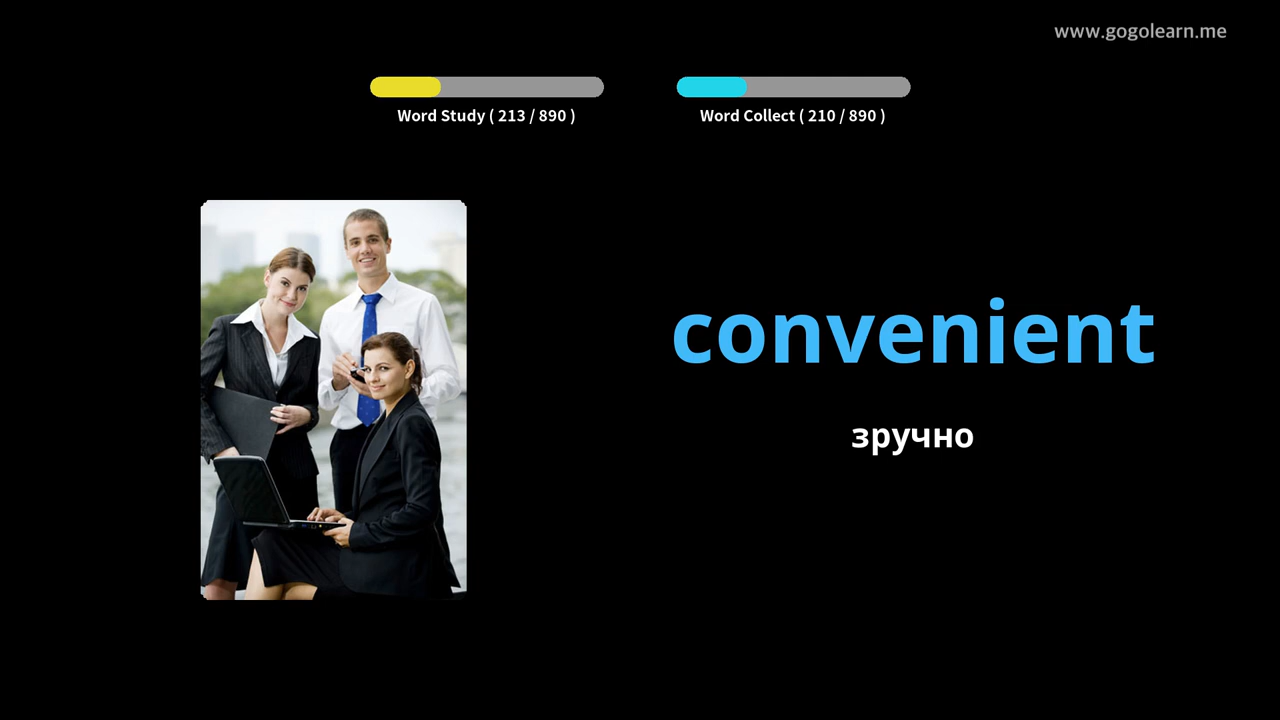 www.gogolearn.me
Word Study ( 213 / 890 )
Word Collect ( 210 / 890 )
convenient
зручно